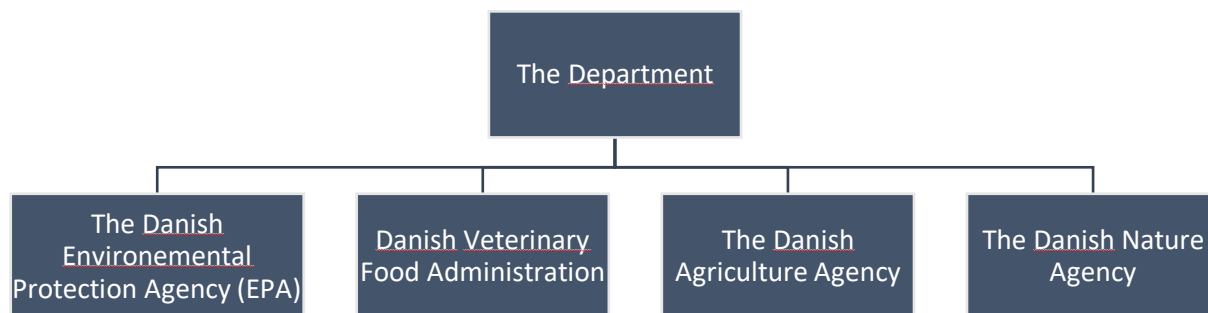 The Department
The Danish
Environemental
Protection Agency (EPA)
Danish Veterinary
Food Administration
The Danish
Agriculture Agency
The Danish Nature
Agency